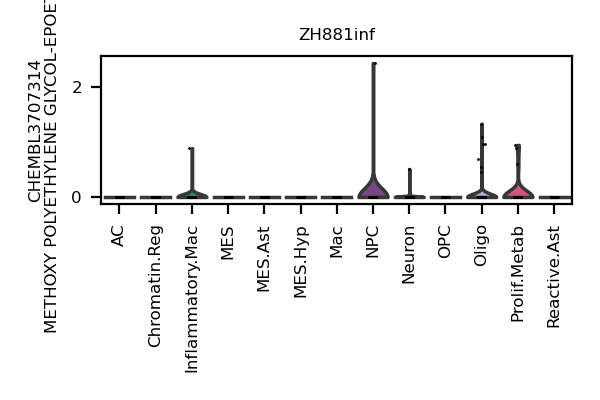 ZH881inf
CHEMBL3707314
METHOXY POLYETHYLENE GLYCOL-EPOET
2
0
AC
Chromatin.Reg
Inflammatory.Mac
MES
MES.Ast
MES.Hyp
Mac
NPC
Neuron
OPC
Oligo
Prolif.Metab
Reactive.Ast